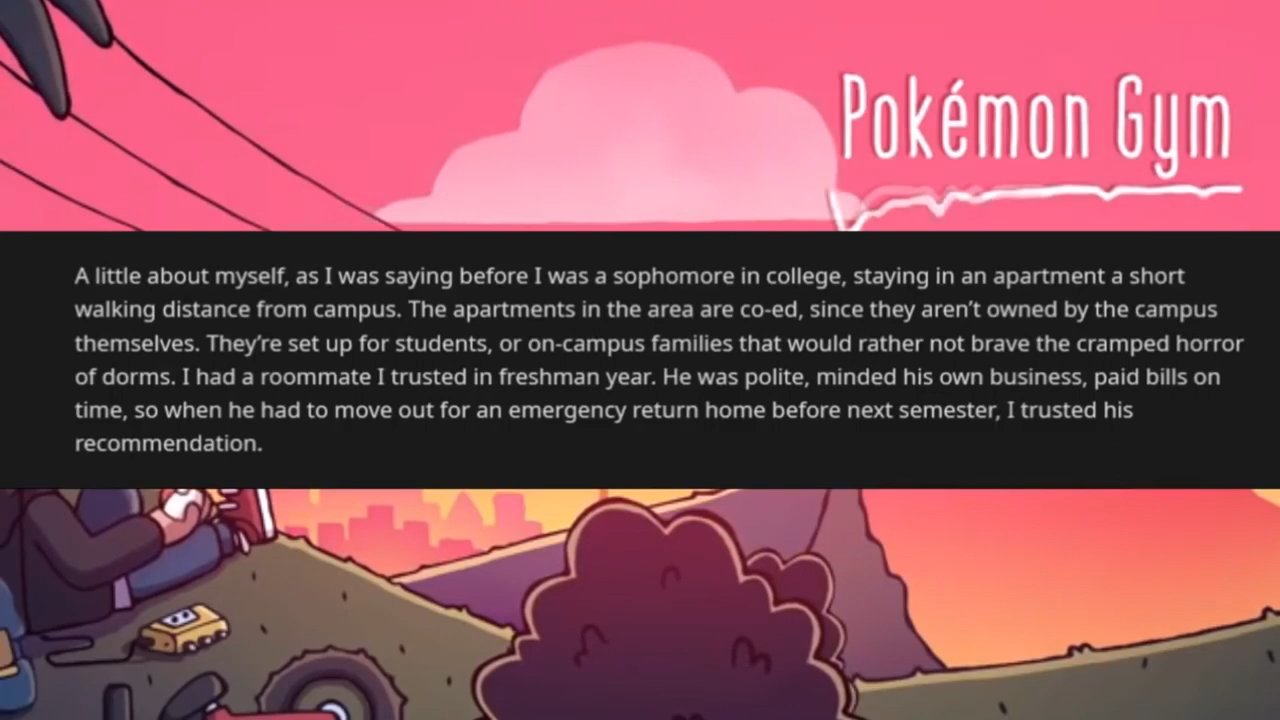 Pokémon Gym
A little about myself, as I was saying before I was a sophomore in college, staying in an apartment a short
walking distance from campus. The apartments in the area are co-ed, since they aren’t owned by the campus
themselves. They’re set up for students, or on-campus families that would rather not brave the cramped horror
of dorms. I had a roommate I trusted in freshman year. He was polite, minded his own business, paid bills on
time, so when he had to move out for an emergency return home before next semester, I trusted his
recommendation.